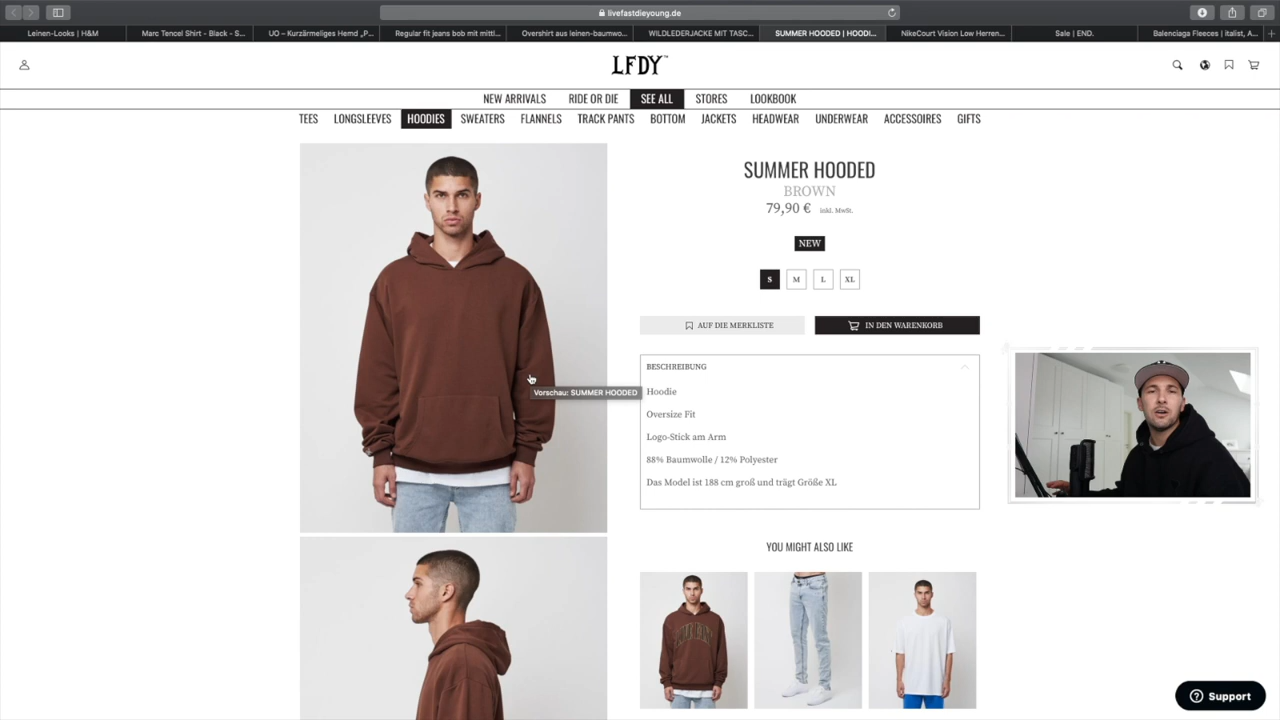 livefastdieyoung.de
Leinen-Looks | H&M
Marc Tencel Shirt - Black - S...
UO – Kurzärmeliges Hemd „P...
Regular fit jeans bob mit mittl...
Overshirt aus leinen-baumwo...
WILDLEDERJACKE MIT TASC...
SUMMER HOODED | HOODI...
NikeCourt Vision Low Herren...
Sale | END.
Balenciaga Fleeces | italist, A...
LFDY™
NEW ARRIVALS
RIDE OR DIE
SEE ALL
STORES
LOOKBOOK
TEES
LONGSLEEVES
HOODIES
SWEATERS
FLANNELS
TRACK PANTS
BOTTOM
JACKETS
HEADWEAR
UNDERWEAR
ACCESSOIRES
GIFTS
SUMMER HOODED
BROWN
79,90 € inkl. MwSt.
NEW
S M L XL
AUF DIE MERKLISTE
IN DEN WARENKORB
BESCHREIBUNG
Hoodie
Oversize Fit
Logo-Stick am Arm
88% Baumwolle / 12% Polyester
Das Model ist 188 cm groß und trägt Größe XL
Vorschau: SUMMER HOODED
YOU MIGHT ALSO LIKE
Support